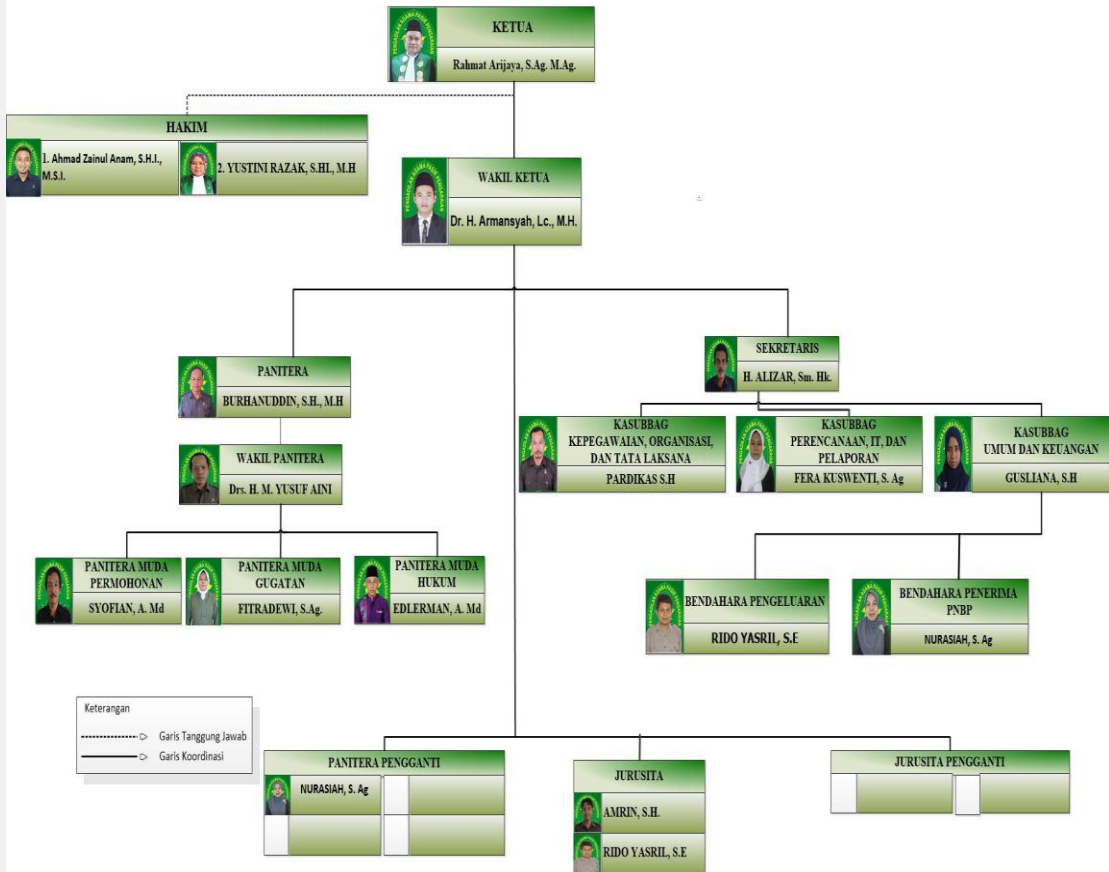 KETUA
Rahmat Arijaya, S.Ag. M.Ag.
HAKIM
1. Ahmad Zainul Anam, S.H.I.,
M.S.I.
2. YUSTINI RAZAK, S.HI., M.H
WAKIL KETUA
Dr. H. Armansyah, Lc., M.H.
PANITERA
BURHANUDDIN, S.H., M.H
WAKIL PANITERA
Drs. H. M. YUSUF AINI
PANITERA MUDA
PERMOHONAN
SYOFIAN, A. Md
PANITERA MUDA
GUGATAN
FITRADEWI, S.Ag.
PANITERA MUDA
HUKUM
EDLERMAN, A. Md
SEKRETARIS
H. ALIZAR, Sm. Hk.
KASUBBAG
KEPEGAWAIAN, ORGANISASI,
DAN TATA LAKSANA
PARDIKAS S.H
KASUBBAG
PERENCANAAN, IT, DAN
PELAPORAN
FERA KUSWENTI, S. Ag
KASUBBAG
UMUM DAN KEUANGAN
GUSLIANA, S.H
BENDAHARA PENGELUARAN
RIDO YASRIL, S.E
BENDAHARA PENERIMA
PNBP
NURASIAH, S. Ag
Keterangan
Garis Tanggung Jawab
Garis Koordinasi
PANITERA PENGGANTI
NURASIAH, S. Ag
JURUSITA
AMRIN, S.H.
RIDO YASRIL, S.E
JURUSITA PENGGANTI